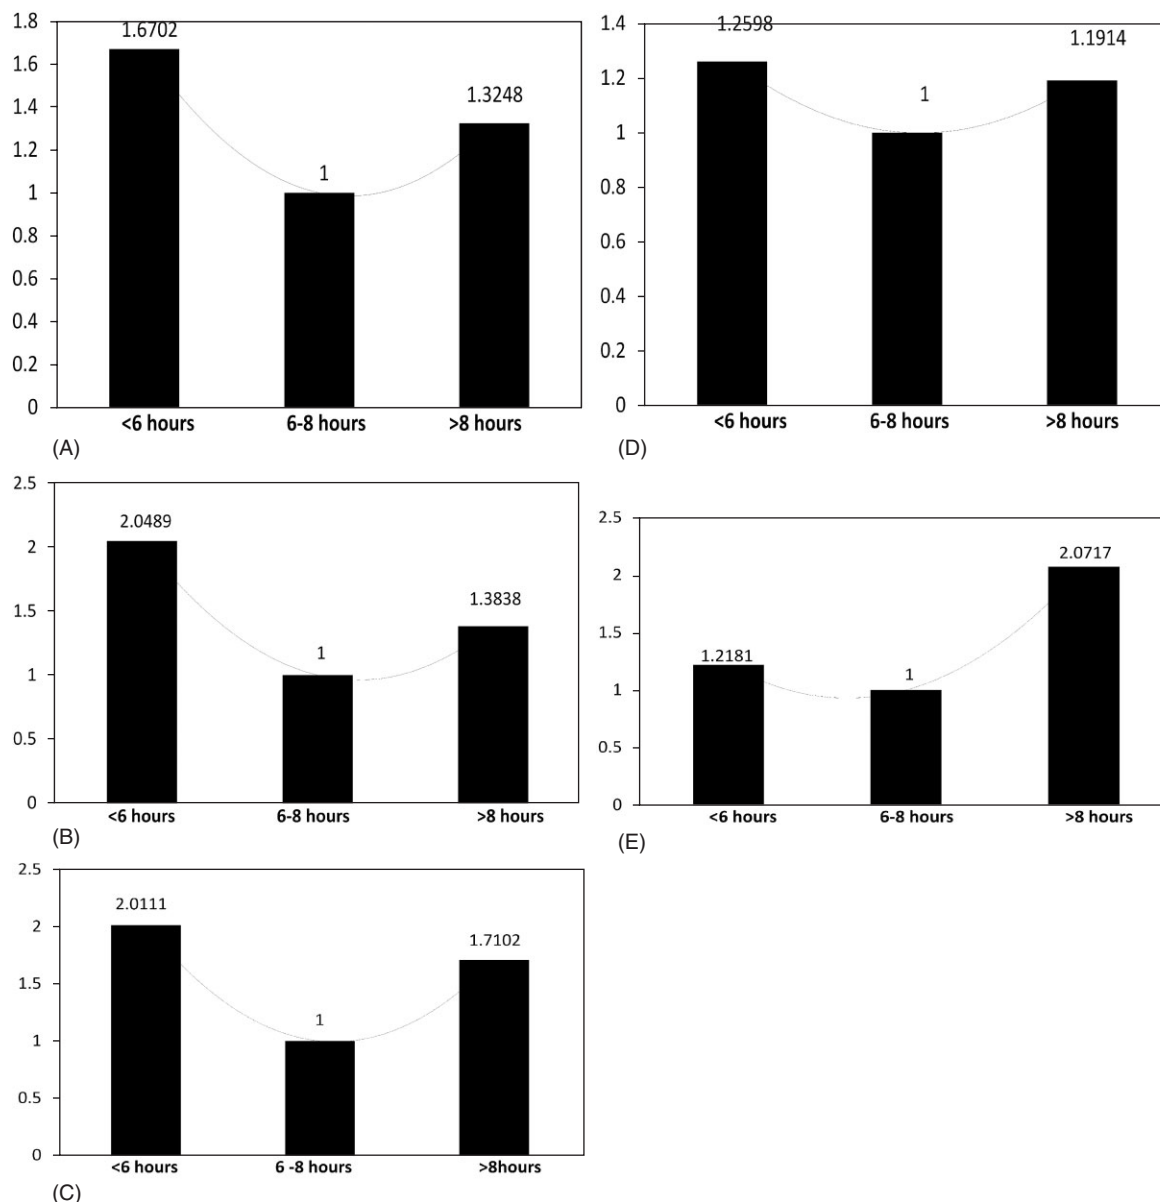 1.8
1.6
1.4
1.2
1
0.8
0.6
0.4
0.2
0
1.6702
1
1.3248
<6 hours
6-8 hours
>8 hours
(A)
1.4
1.2
1
0.8
0.6
0.4
0.2
0
1.2598
1
1.1914
<6 hours
6-8 hours
>8 hours
(D)
2.5
2
1.5
1
0.5
0
2.0489
1
1.3838
<6 hours
6-8 hours
>8 hours
(B)
2.5
2
1.5
1
0.5
0
1.2181
1
2.0717
<6 hours
6-8 hours
>8 hours
(E)
2.5
2
1.5
1
0.5
0
2.0111
1
1.7102
<6 hours
6 -8 hours
>8hours
(C)